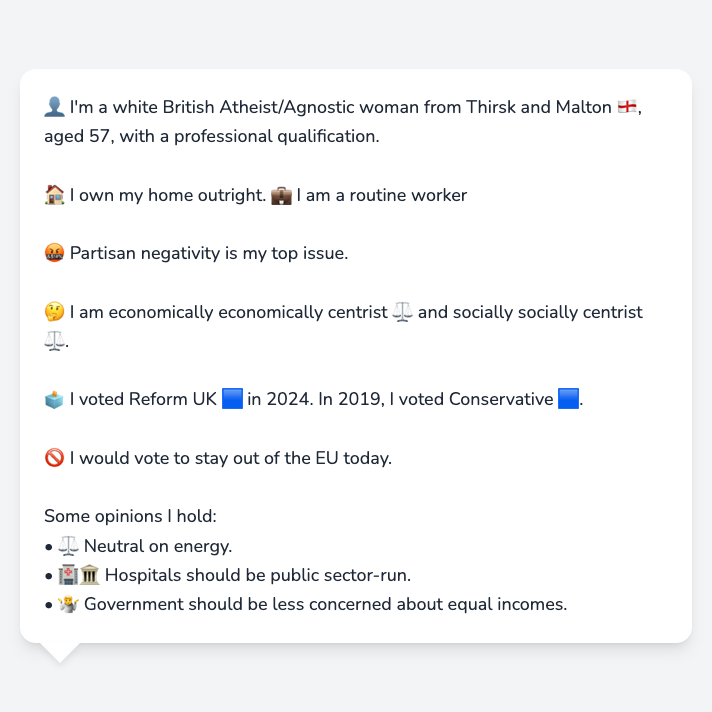 👤 I'm a white British Atheist/Agnostic woman from Thirsk and Malton 🏴󠁧󠁢󠁥󠁮󠁧󠁿,
aged 57, with a professional qualification.
🏠 I own my home outright. 💼 I am a routine worker
🤬 Partisan negativity is my top issue.
🤔 I am economically economically centrist ⚖️ and socially socially centrist
⚖️.
🗳️ I voted Reform UK 🟦 in 2024. In 2019, I voted Conservative 🟦.
🚫 I would vote to stay out of the EU today.
Some opinions I hold:
• ⚖️ Neutral on energy.
• 🏥🏛️ Hospitals should be public sector-run.
• 🤷 Government should be less concerned about equal incomes.